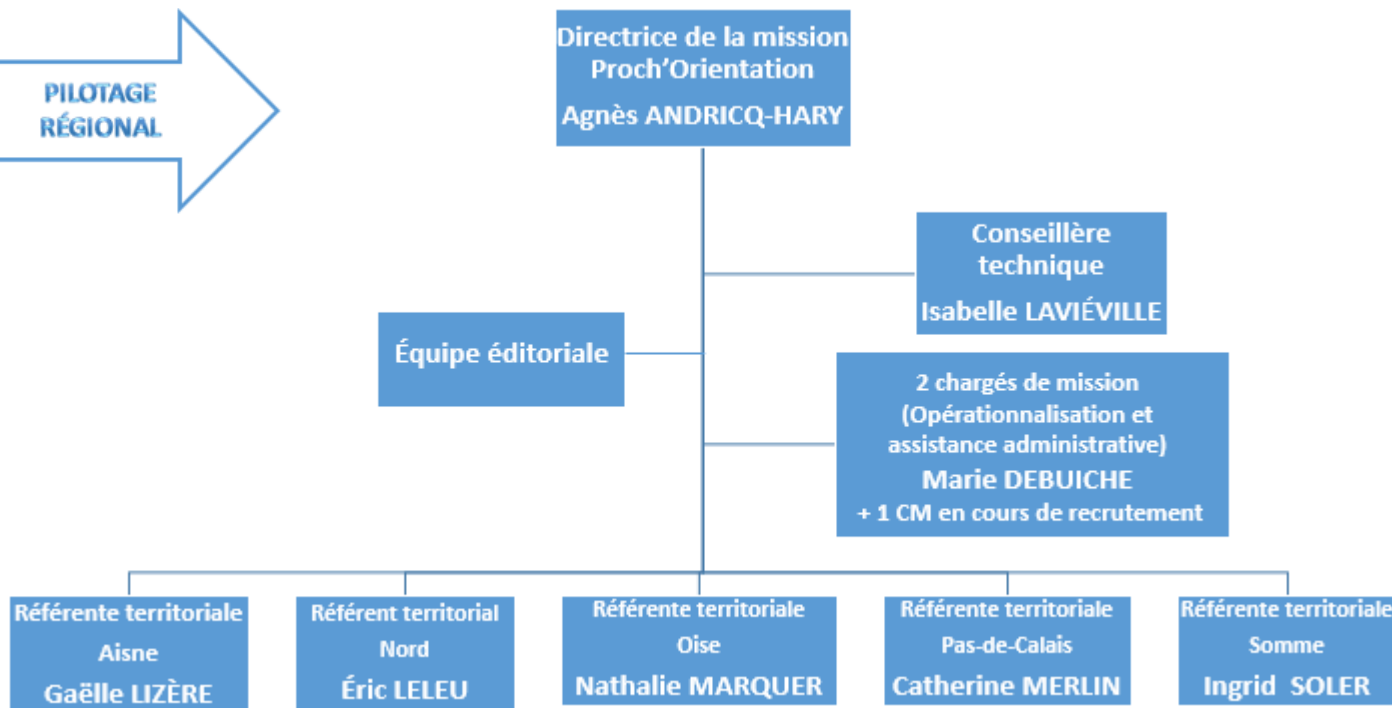 PILOTAGE
RÉGIONAL
Directrice de la mission
Proch'Orientation
Agnès ANDRICQ-HARY
Conseillère
technique
Isabelle LAVIÉVILLE
Équipe éditoriale
2 chargés de mission
(Opérationnalisation et
assistance administrative)
Marie DEBUICHE
+ 1 CM en cours de recrutement
Référente territoriale
Aisne
Gaëlle LIZÈRE
Référent territorial
Nord
Éric LELEU
Référente territoriale
Oise
Nathalie MARQUER
Référente territoriale
Pas-de-Calais
Catherine MERLIN
Référente territoriale
Somme
Ingrid SOLER